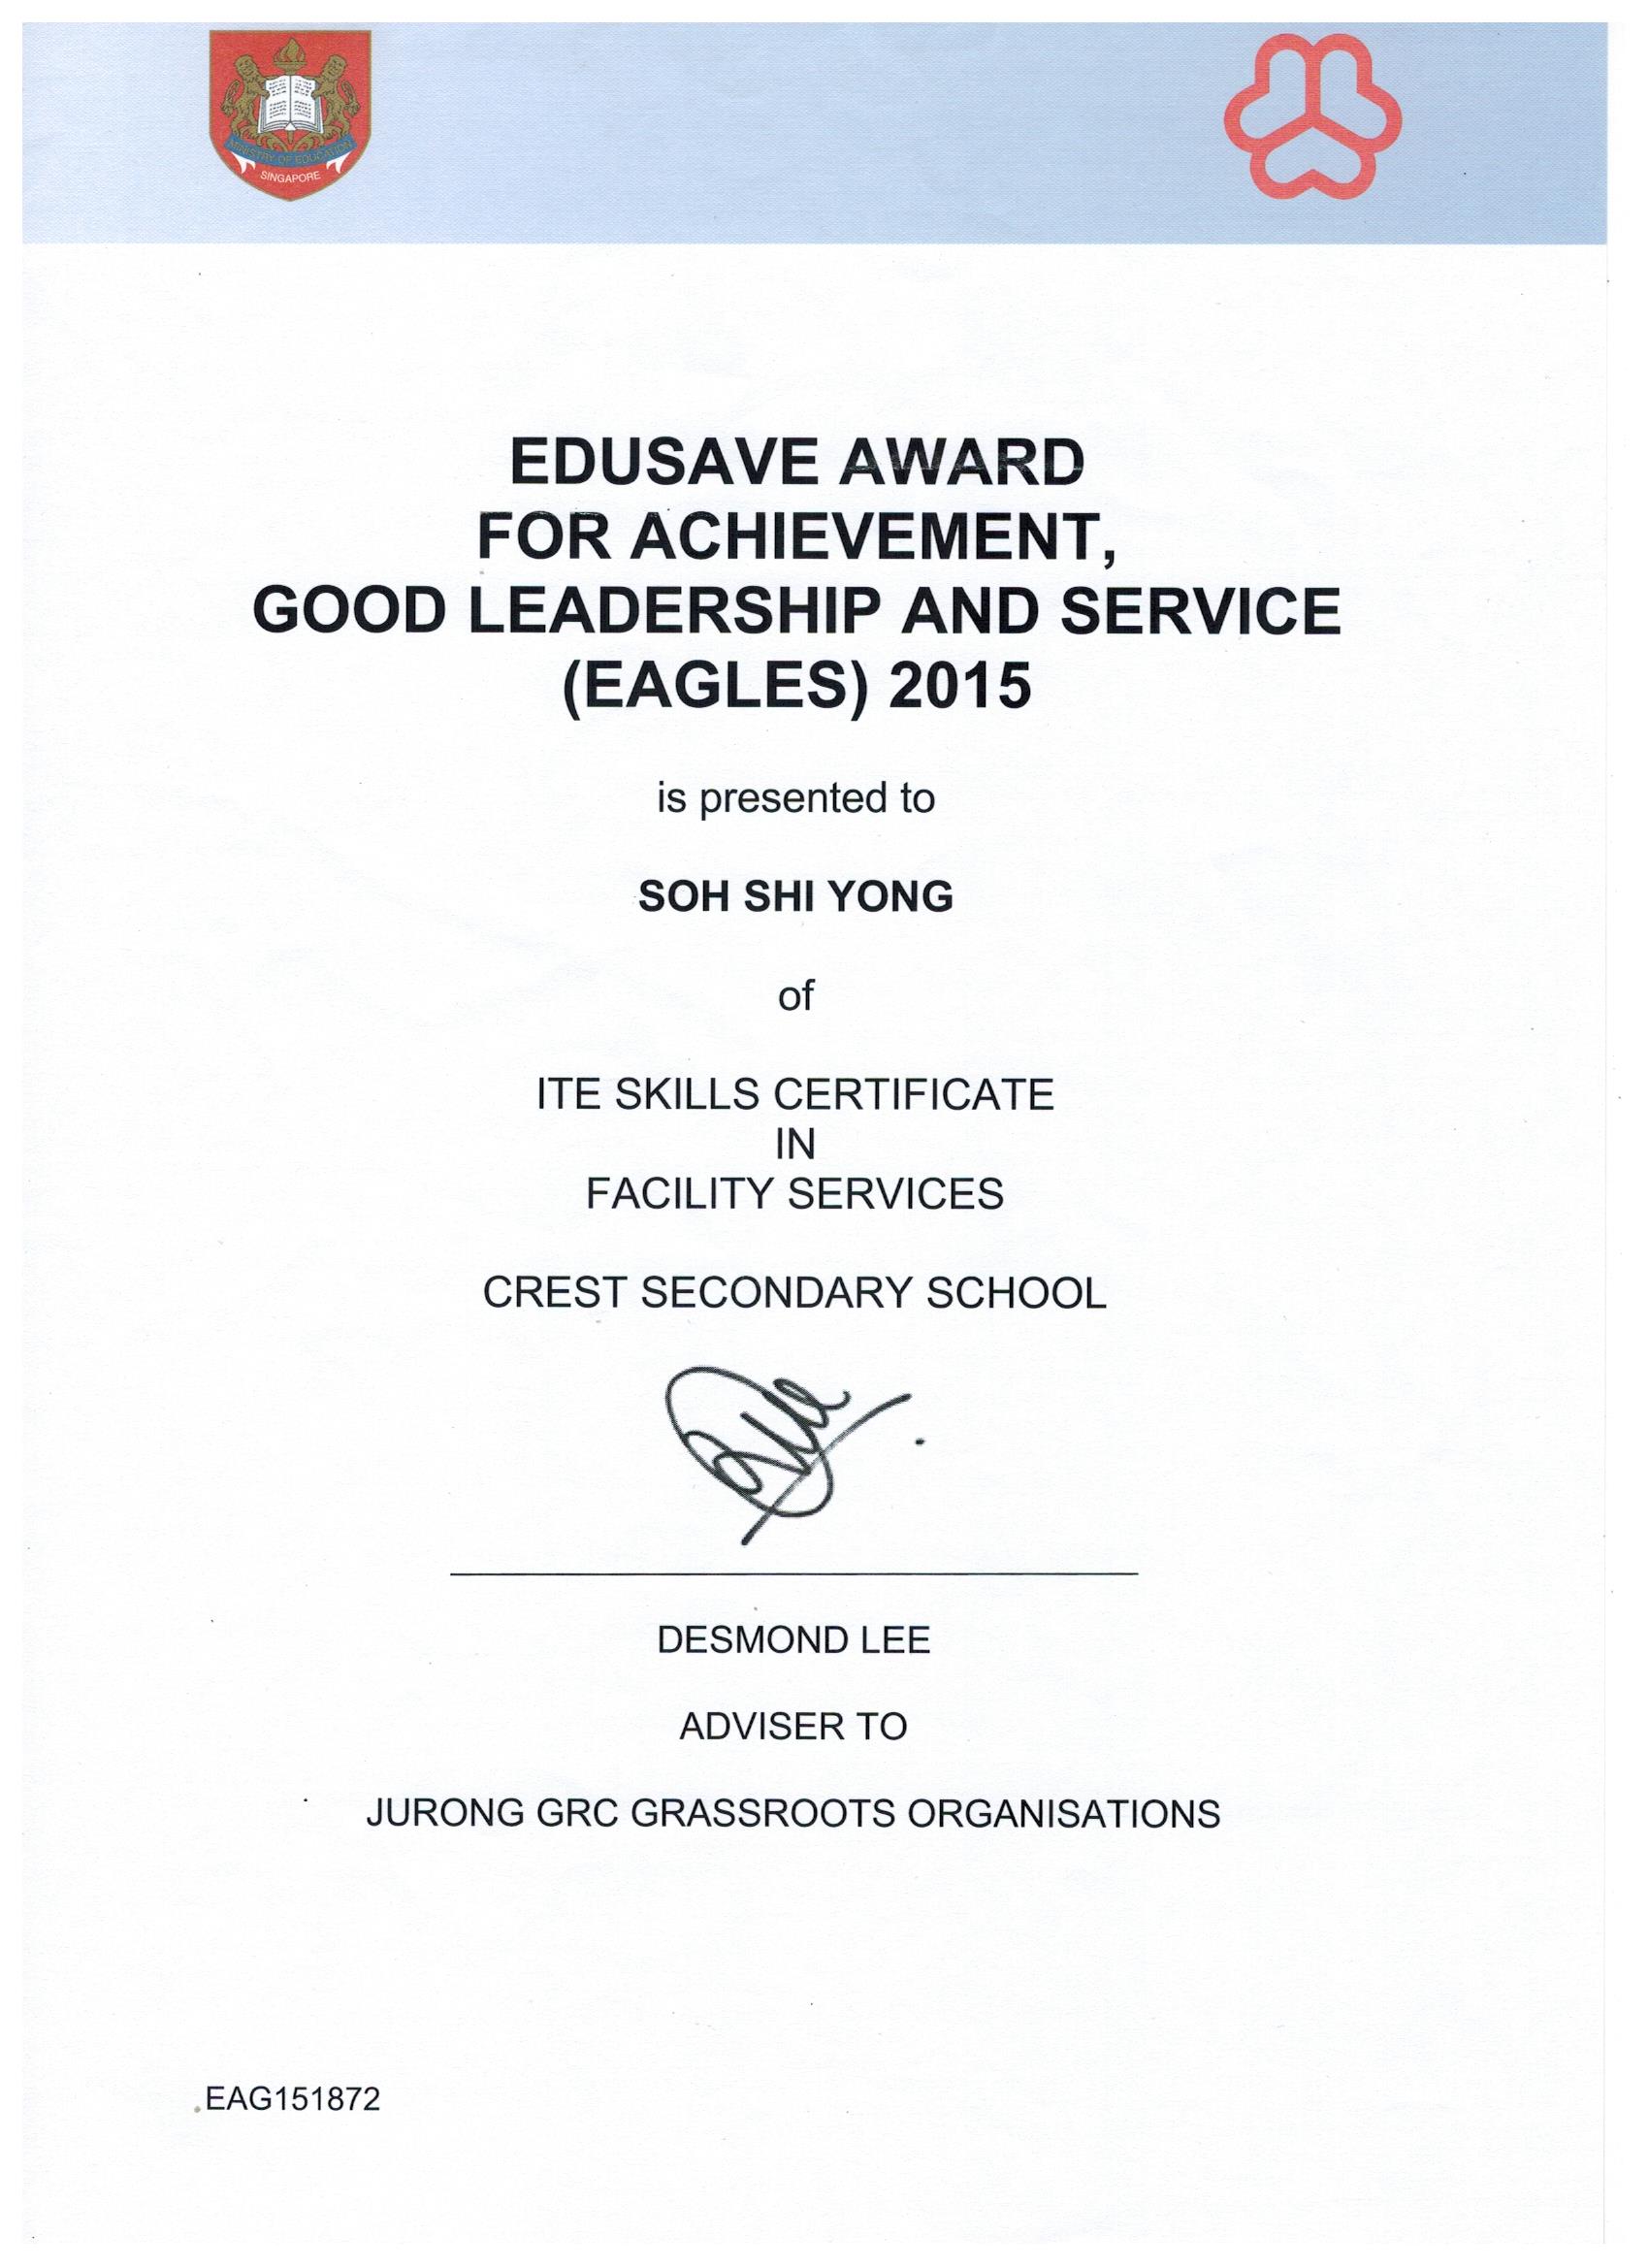 MINISTRY OF EDUCATION
SINGAPORE
EDUSAVE AWARD
FOR ACHIEVEMENT,
GOOD LEADERSHIP AND SERVICE
(EAGLES) 2015
is presented to
SOH SHI YONG
of
ITE SKILLS CERTIFICATE
IN
FACILITY SERVICES
CREST SECONDARY SCHOOL
DESMOND LEE
ADVISER TO
JURONG GRC GRASSROOTS ORGANISATIONS
EAG151872